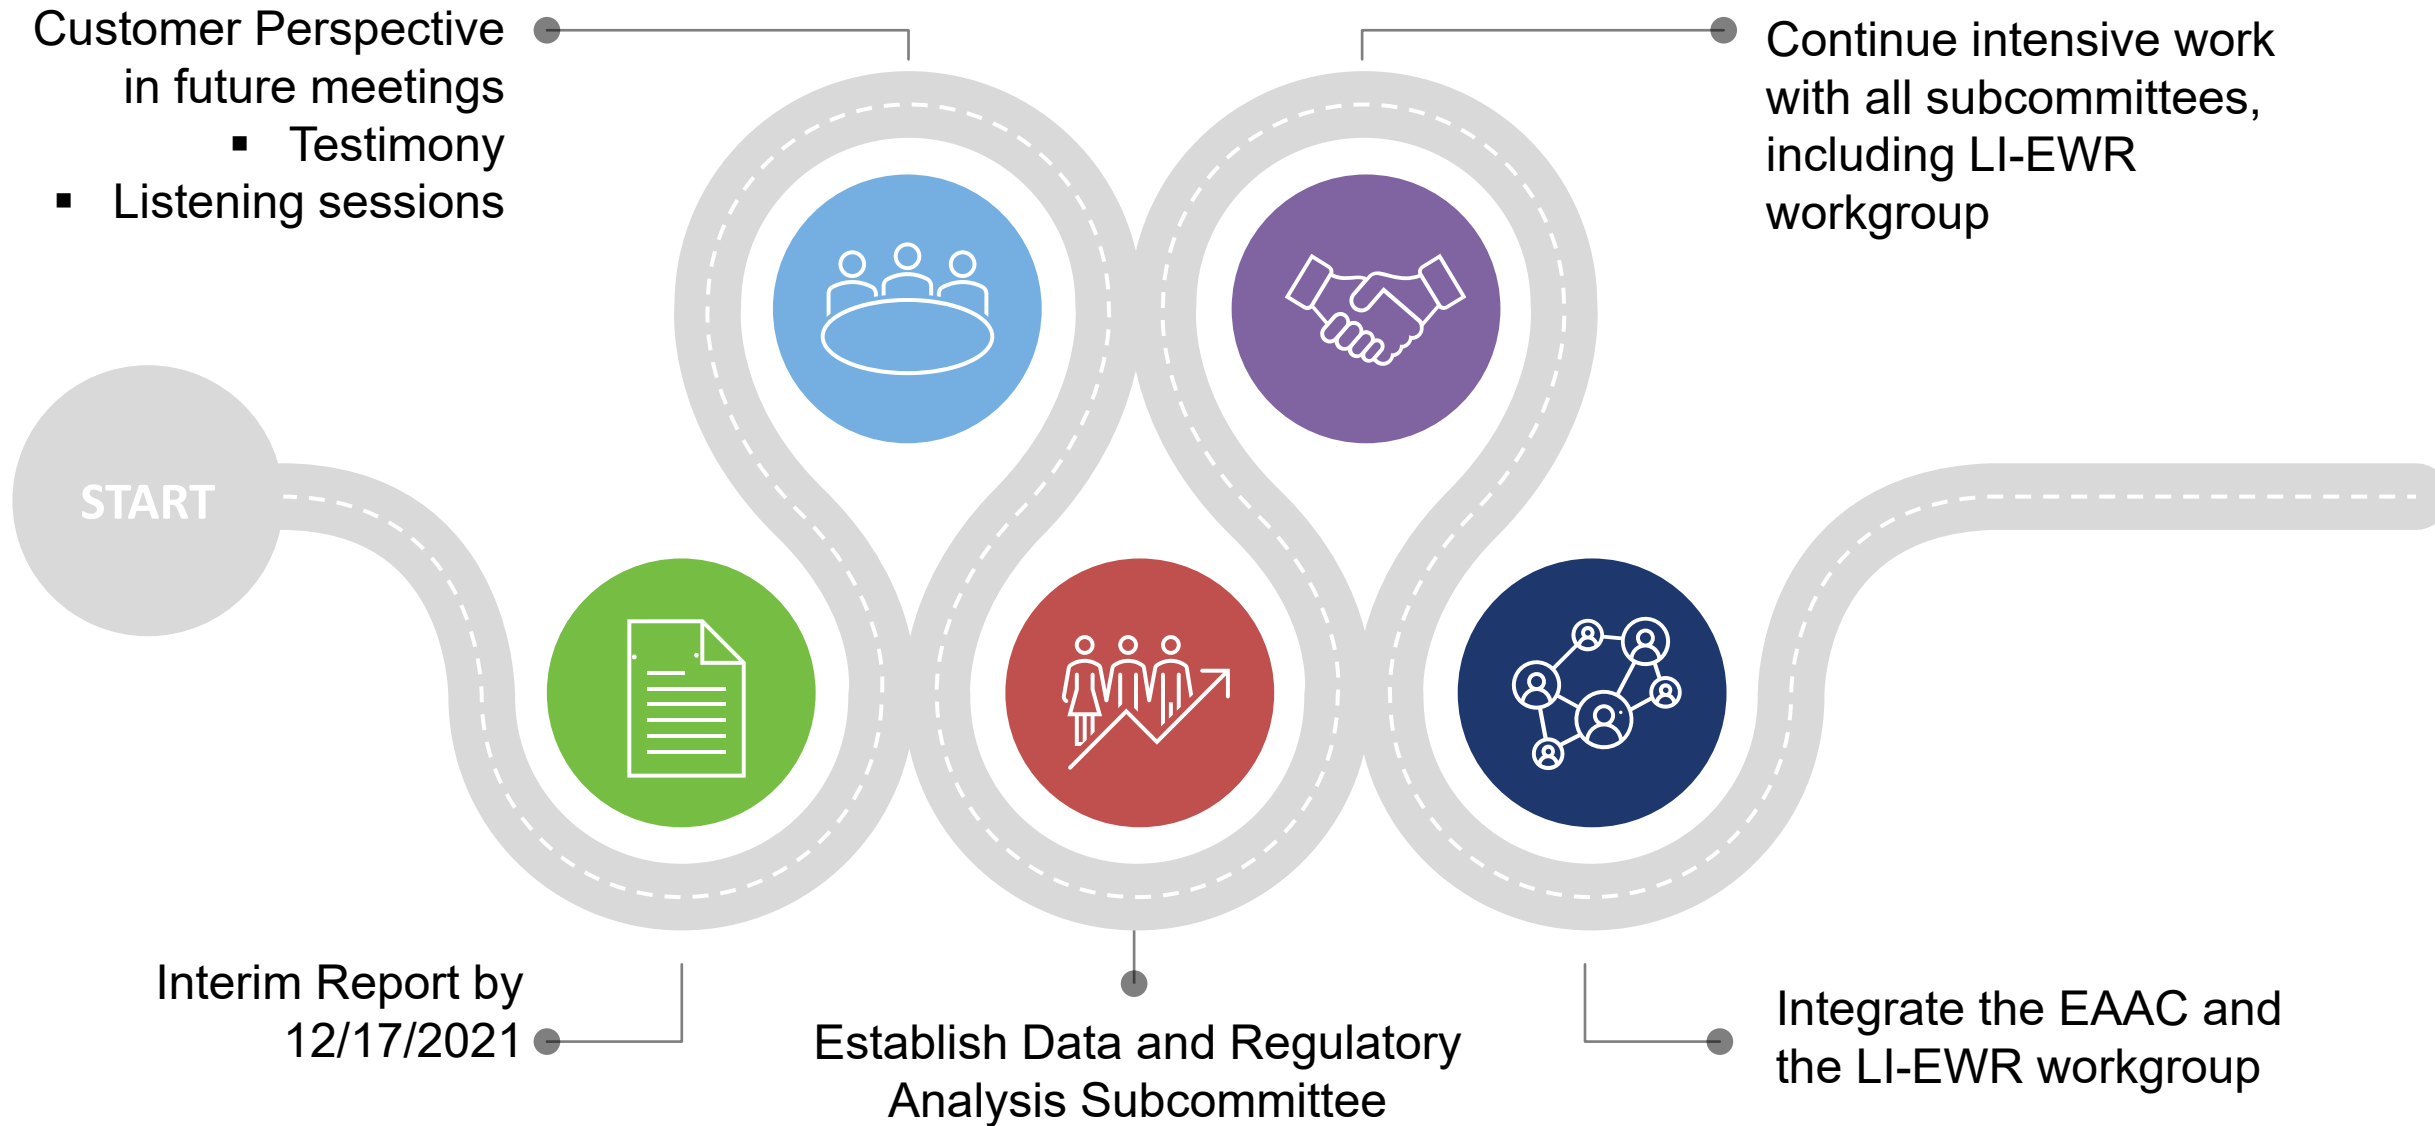 Customer Perspective
in future meetings
▪ Testimony
▪ Listening sessions
Continue intensive work
with all subcommittees,
including LI-EWR
workgroup
START
Interim Report by
12/17/2021
Establish Data and Regulatory
Analysis Subcommittee
Integrate the EAAC and
the LI-EWR workgroup